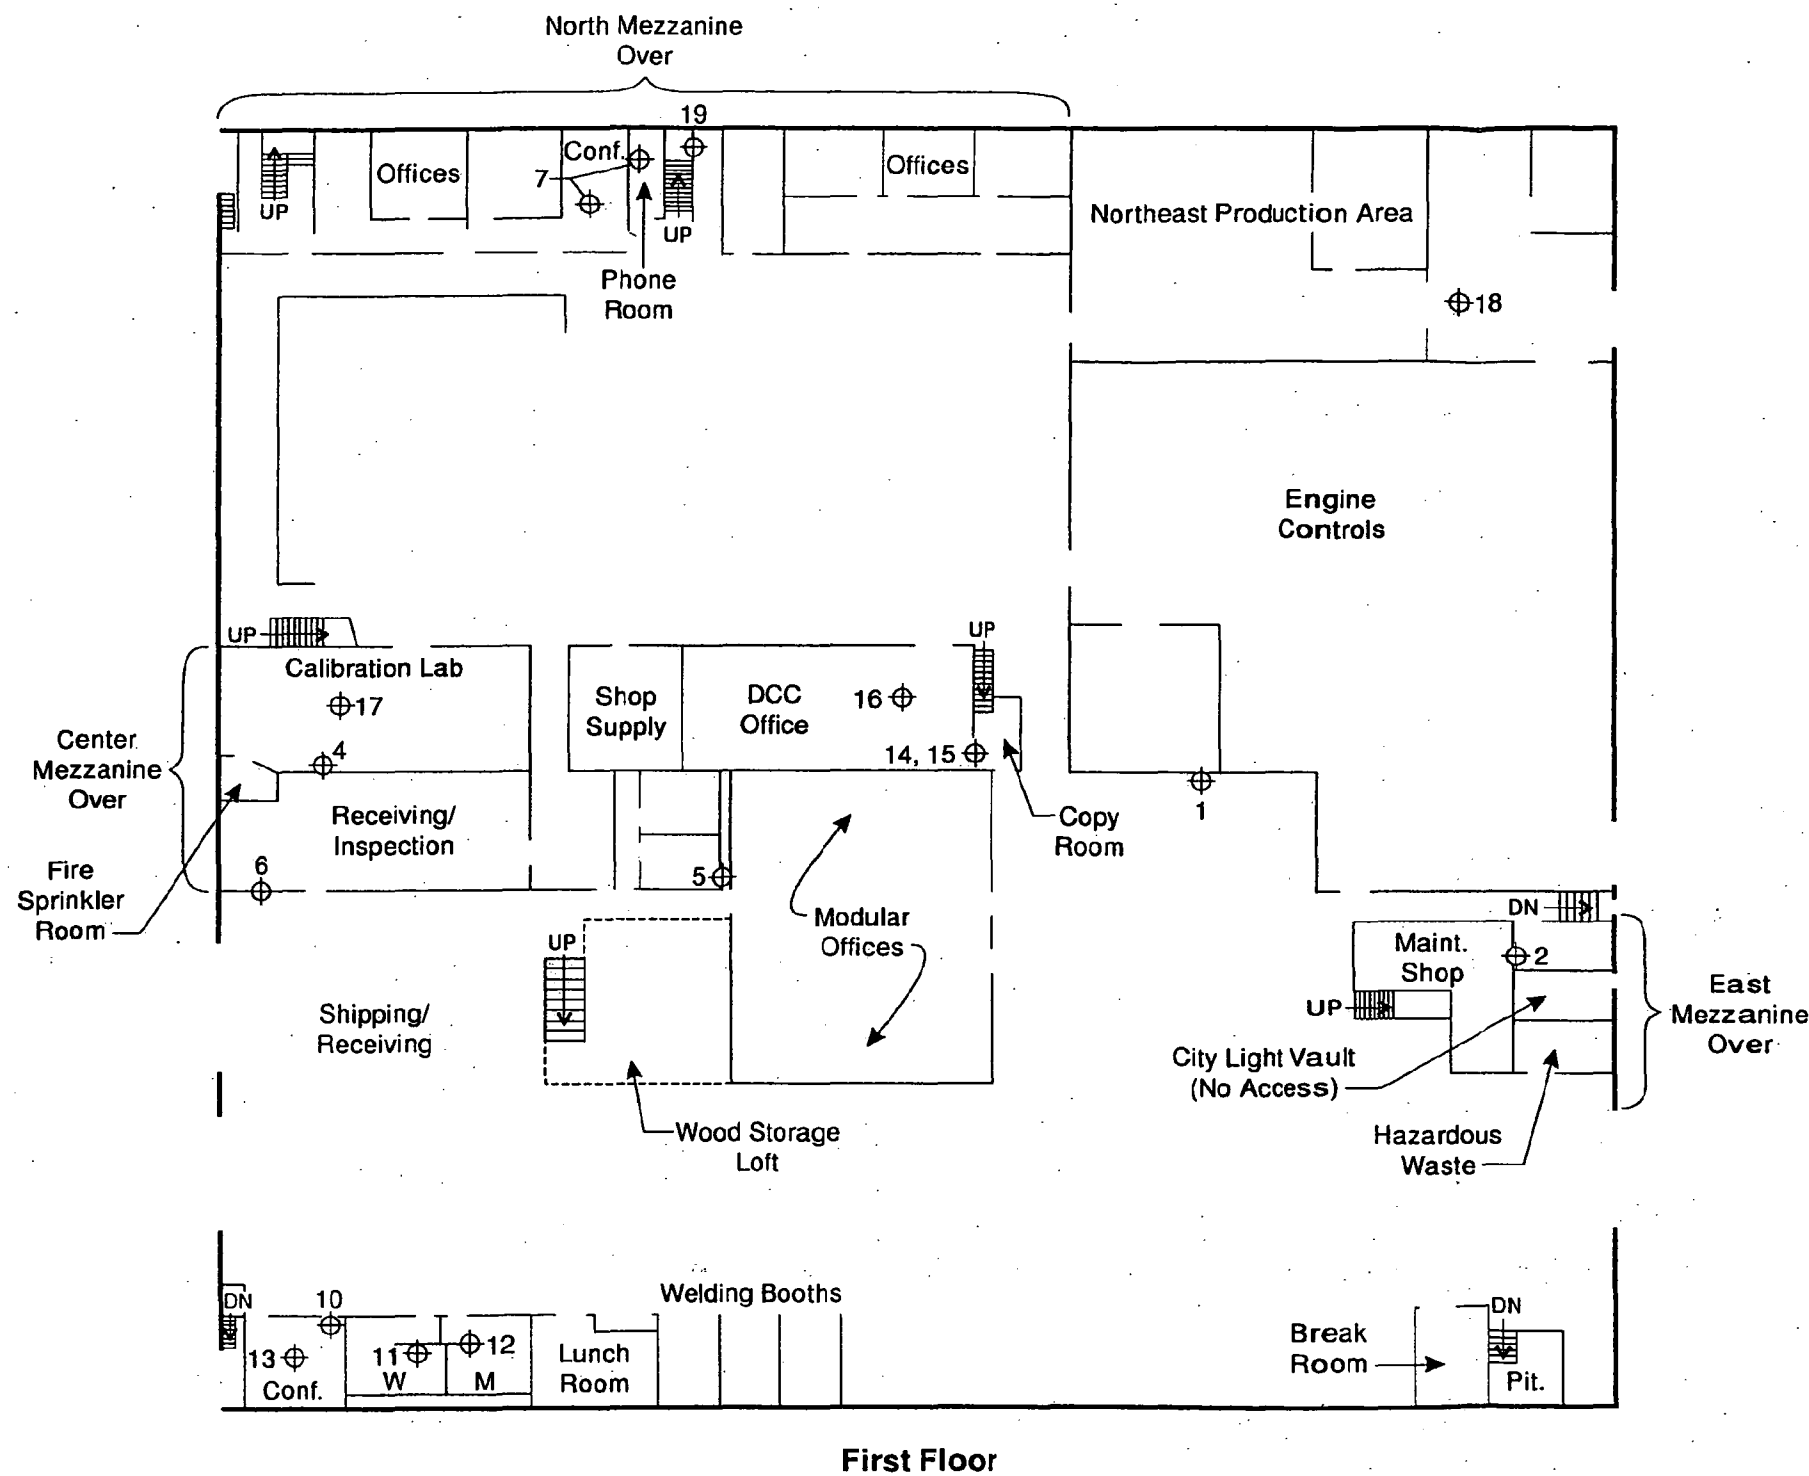 North Mezzanine
Over
19
Conf.
Offices
Offices
7
UP
UP
Northeast Production Area
Phone
Room
18
Engine
Controls
UP
UP
Calibration Lab
17
Shop
Supply
DCC
Office
16
Center
Mezzanine
Over
4
14, 15
Receiving/
Inspection
1
Copy
Room
Fire
Sprinkler
Room
6
5
DN
Modular
Offices
UP
Maint.
Shop
2
East
Mezzanine
Over
UP
Shipping/
Receiving
City Light Vault
(No Access)
Wood Storage
Loft
Hazardous
Waste
DN
10
Welding Booths
DN
Break
Room
13
Conf.
11
W
12
M
Lunch
Room
Pit.
First Floor